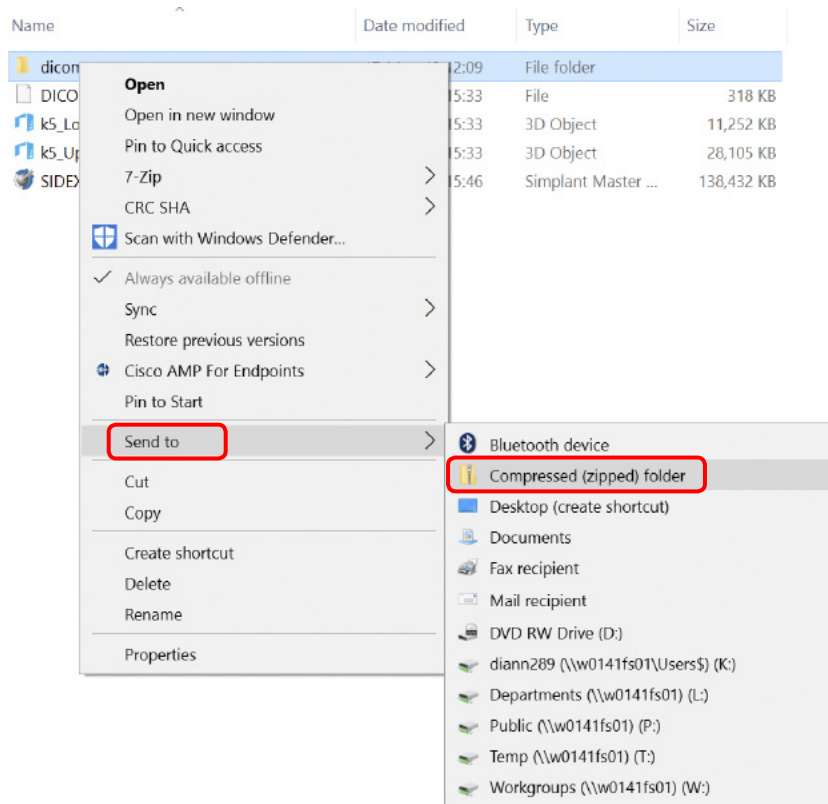 Name Date modified Type Size
dicom 12:09 File folder
DICO 15:33 File 318 KB
k5_Lo 15:33 3D Object 11,252 KB
k5_Up 15:33 3D Object 28,105 KB
SIDEX 15:46 Simplant Master ... 138,432 KB
Open
Open in new window
Pin to Quick access
7-Zip
CRC SHA
Scan with Windows Defender...
Always available offline
Sync
Restore previous versions
Cisco AMP For Endpoints
Pin to Start
Send to
Cut
Copy
Create shortcut
Delete
Rename
Properties
Bluetooth device
Compressed (zipped) folder
Desktop (create shortcut)
Documents
Fax recipient
Mail recipient
DVD RW Drive (D:)
diann289 (\\w0141fs01\Users$) (K:)
Departments (\\w0141fs01) (L:)
Public (\\w0141fs01) (P:)
Temp (\\w0141fs01) (T:)
Workgroups (\\w0141fs01) (W:)